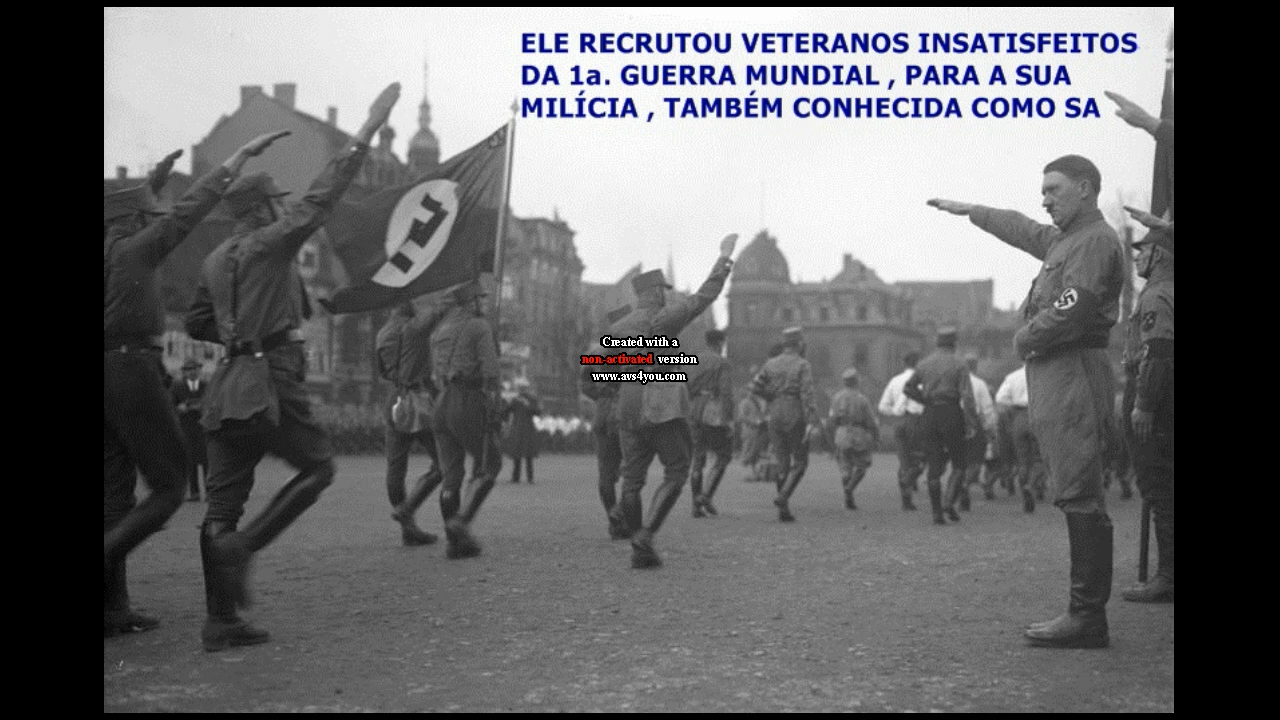 ELE RECRUTOU VETERANOS INSATISFEITOS
DA 1a. GUERRA MUNDIAL , PARA A SUA
MILÍCIA , TAMBÉM CONHECIDA COMO SA
Created with a
non-activated version
www.avs4you.com